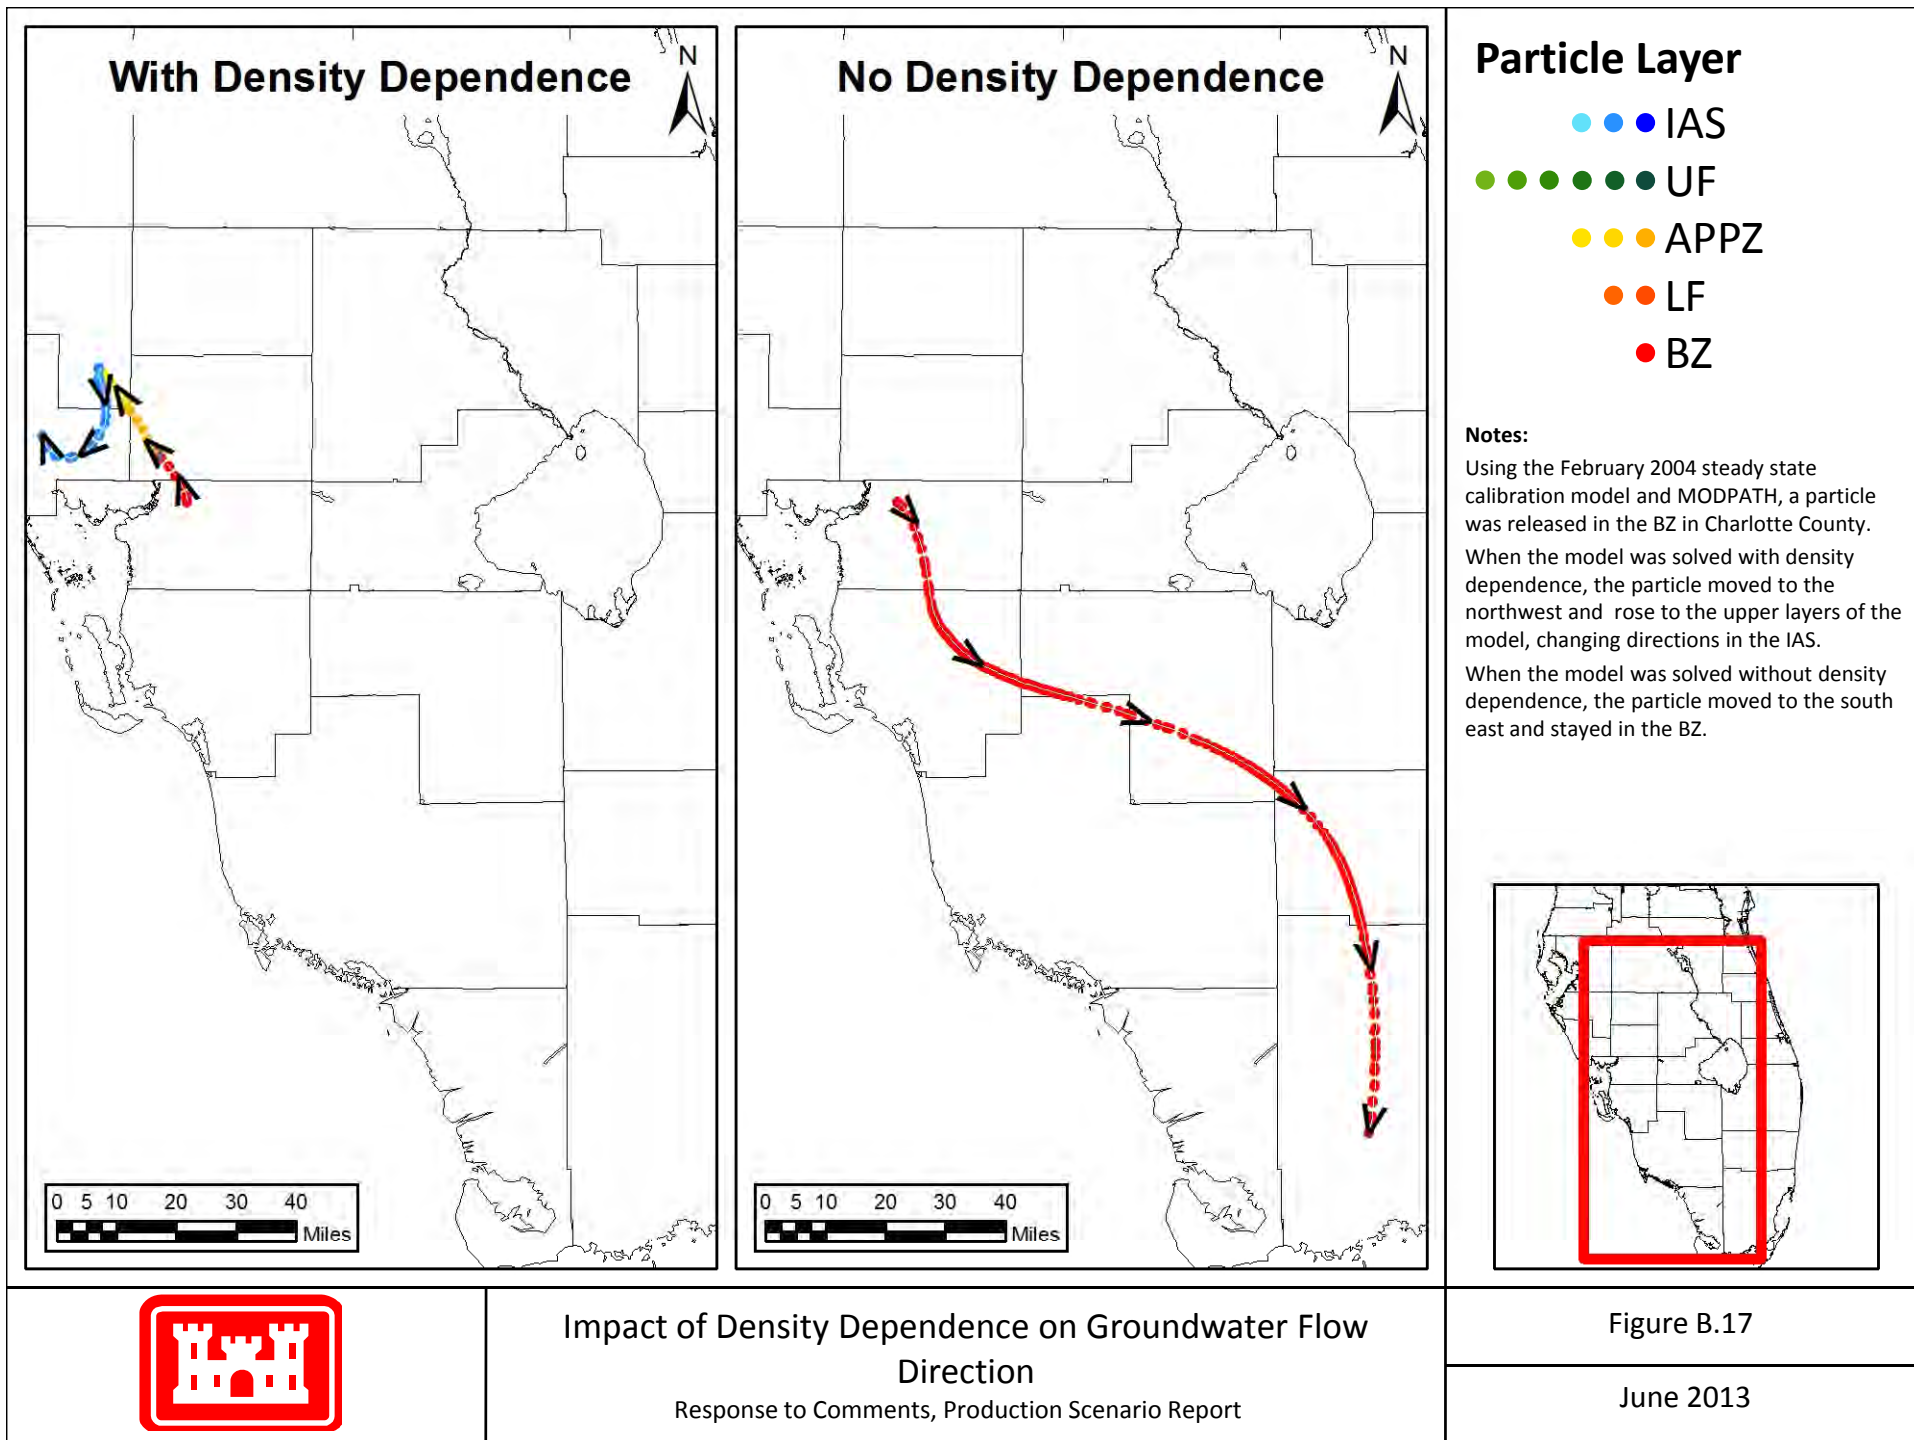 With Density Dependence
N
0 5 10 20 30 40
Miles
No Density Dependence
N
0 5 10 20 30 40
Miles
Particle Layer
IAS
UF
APPZ
LF
BZ
Notes:
Using the February 2004 steady state
calibration model and MODPATH, a particle
was released in the BZ in Charlotte County.
When the model was solved with density
dependence, the particle moved to the
northwest and rose to the upper layers of the
model, changing directions in the IAS.
When the model was solved without density
dependence, the particle moved to the south
east and stayed in the BZ.
Impact of Density Dependence on Groundwater Flow
Direction
Response to Comments, Production Scenario Report
Figure B.17
June 2013